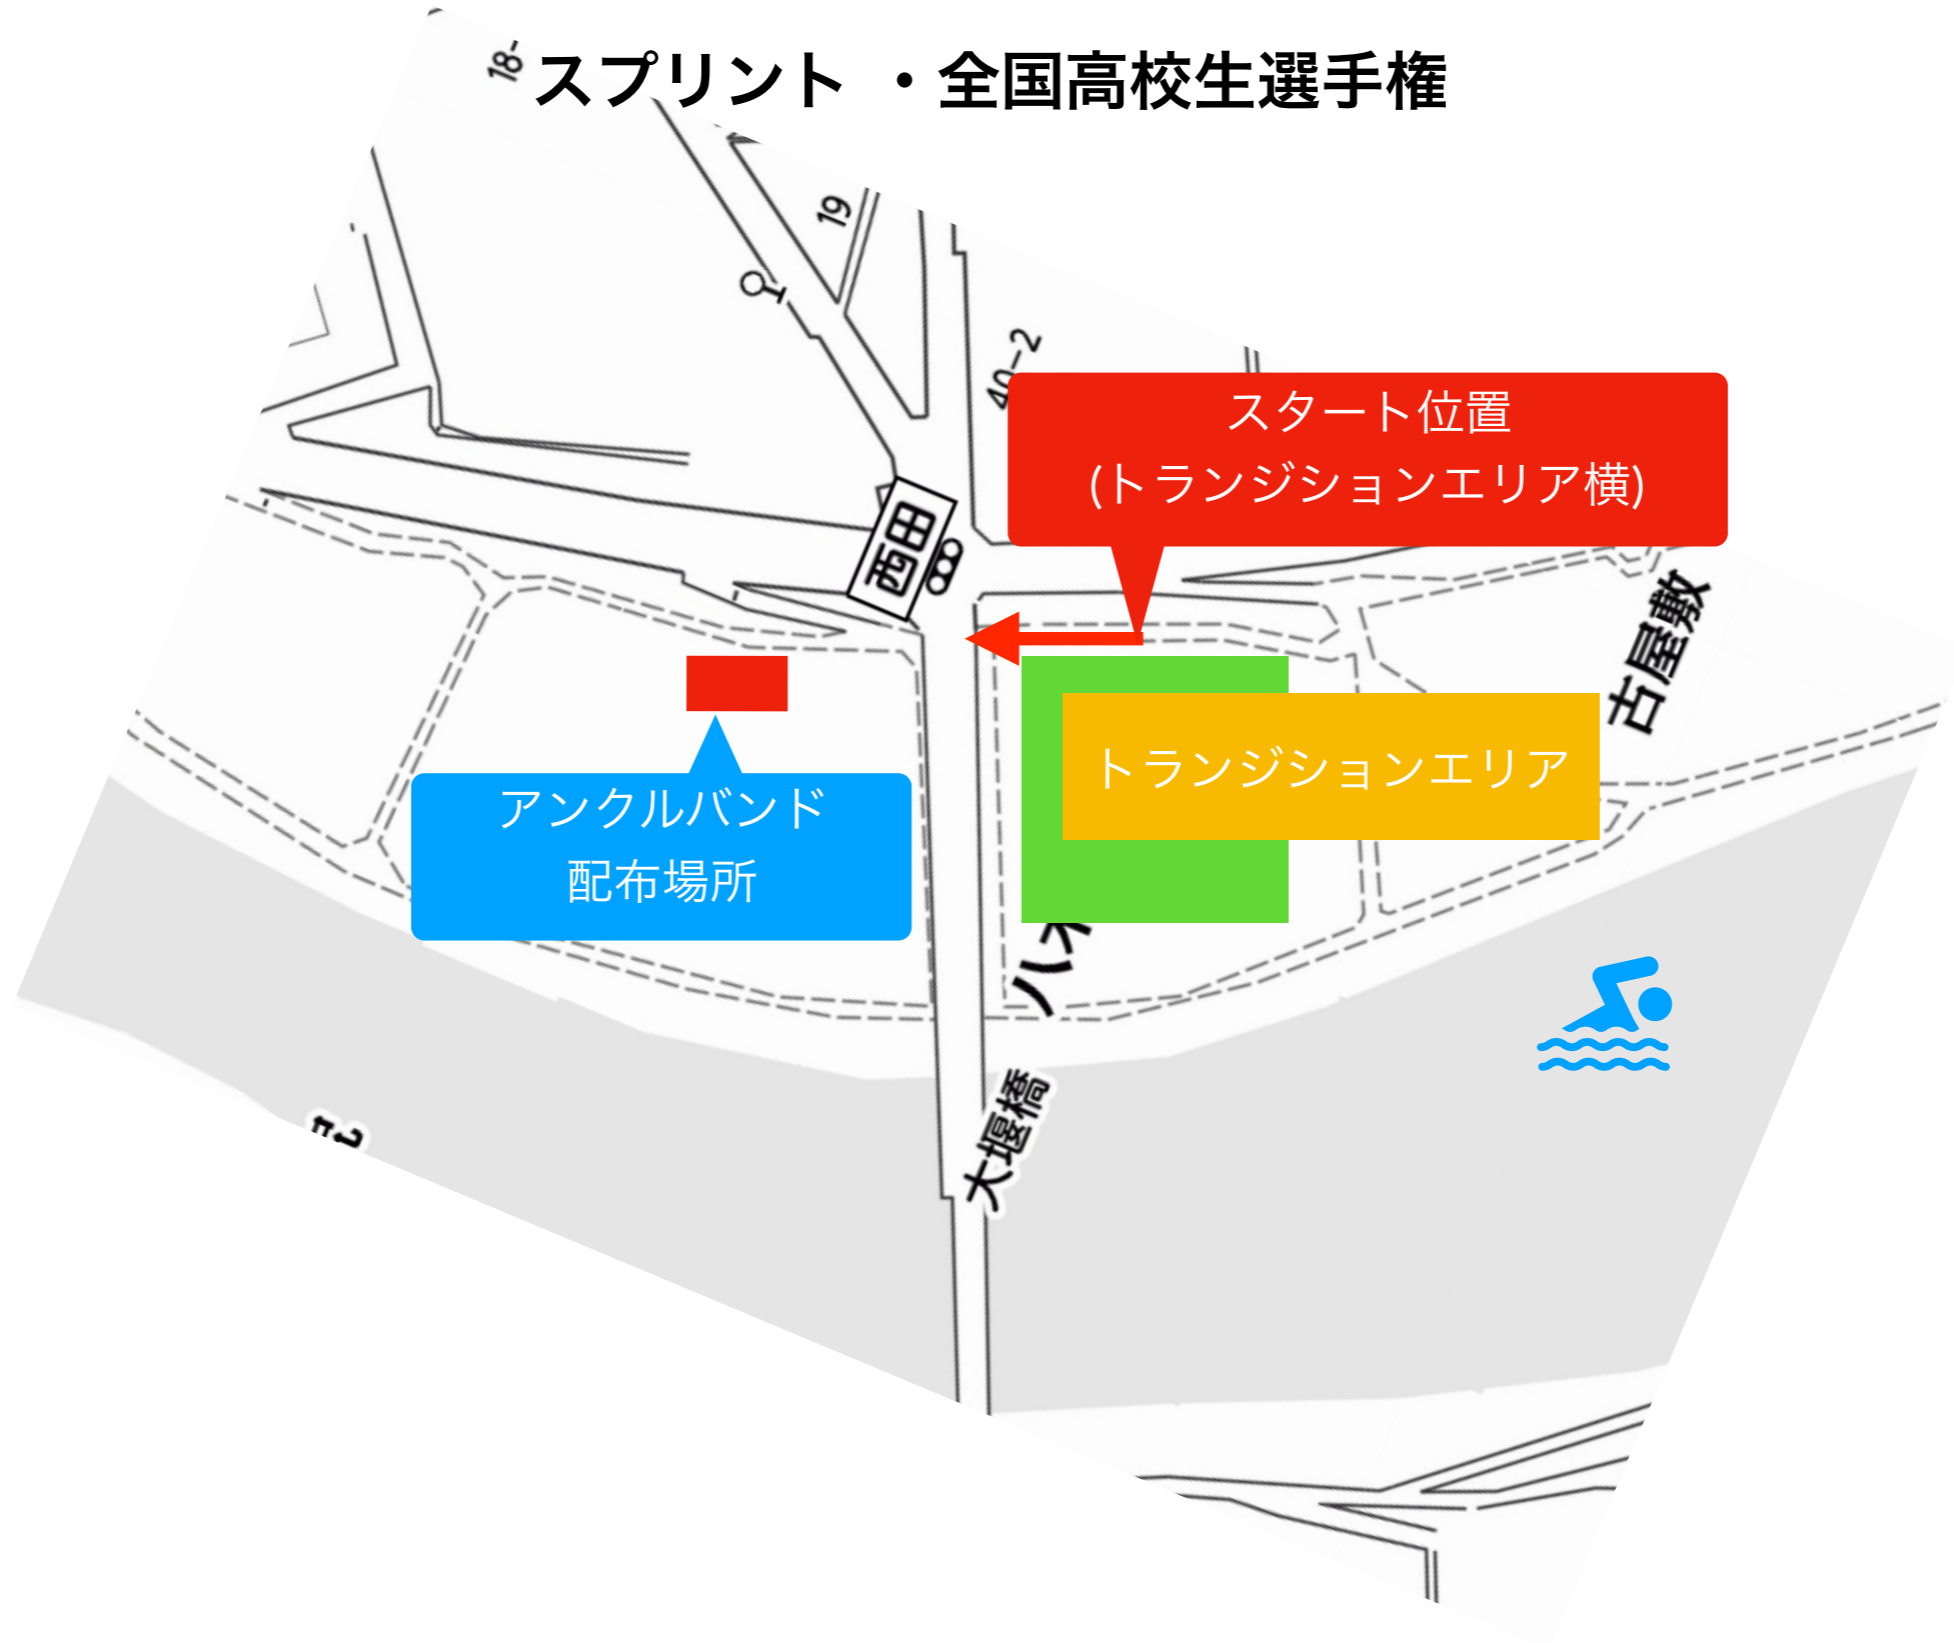 18-
スプリント ・全国高校生選手権
19
40-2
スタート位置
(トランジションエリア横)
西田
古屋敷
トランジションエリア
アンクルバンド
配布場所
八木
大堰橋